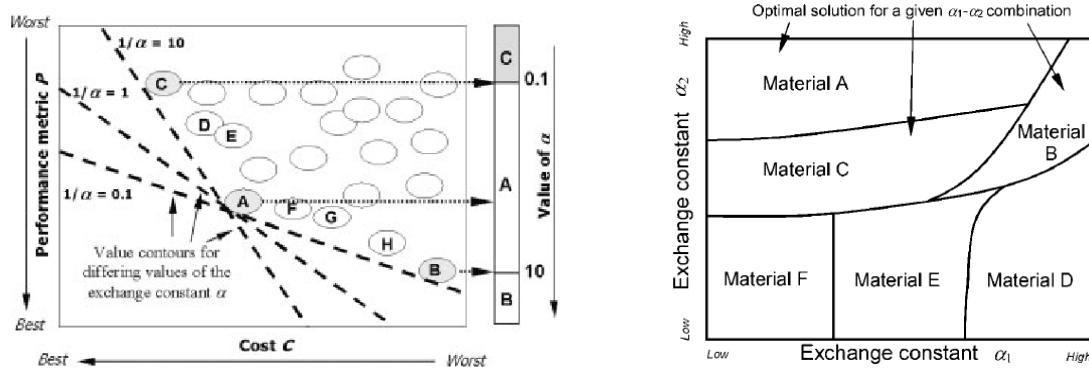 Worst
Performance metric P
Best
1/α = 10
1/α = 1
1/α = 0.1
C
D
E
A
F
G
H
B
Value contours for
differing values of the
exchange constant α
Best
Cost C
Worst
C
0.1
A
10
B
Value of α
Optimal solution for a given α₁-α₂ combination
High
Exchange constant α₂
Low
Material A
Material B
Material C
Material F
Material E
Material D
Low
Exchange constant α₁
High